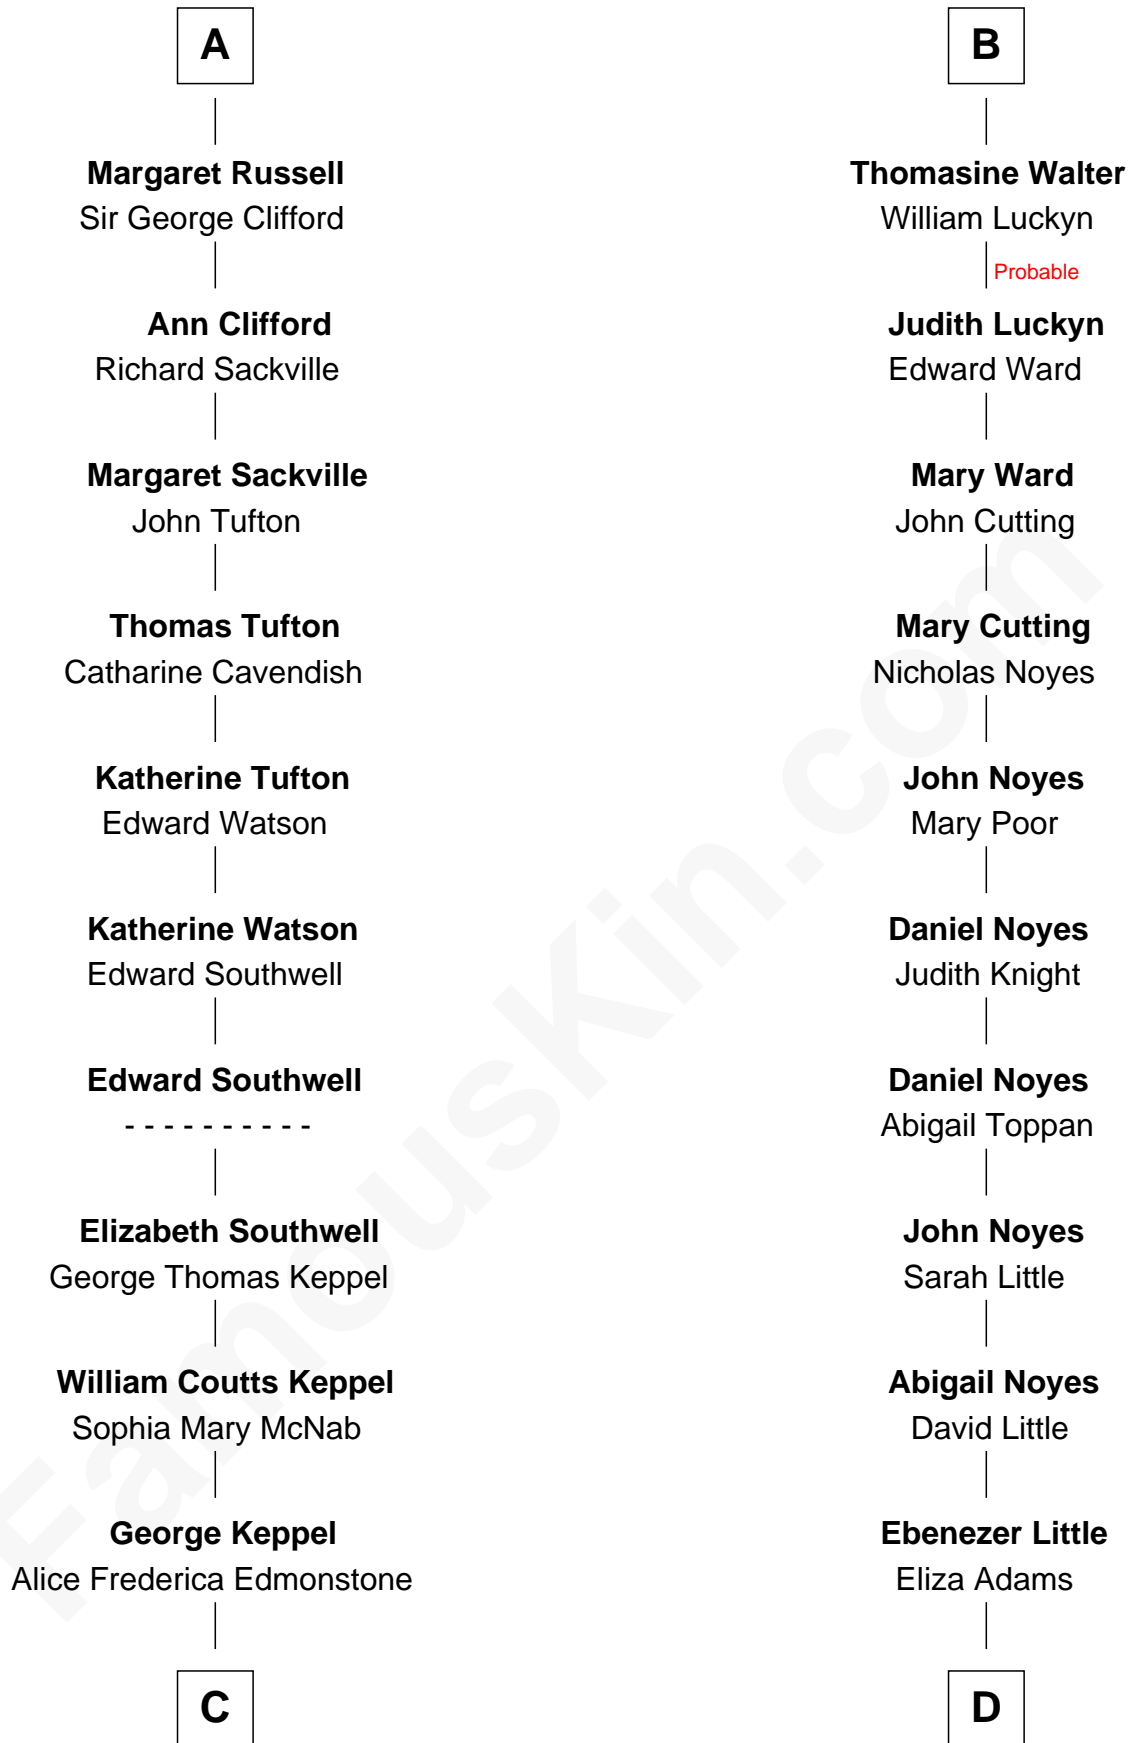 A
Margaret Russell
Sir George Clifford
Ann Clifford
Richard Sackville
Margaret Sackville
John Tufton
Thomas Tufton
Catharine Cavendish
Katherine Tufton
Edward Watson
Katherine Watson
Edward Southwell
Edward Southwell
- - - - - - - - - -
Elizabeth Southwell
George Thomas Keppel
William Coutts Keppel
Sophia Mary McNab
George Keppel
Alice Frederica Edmonstone
C
B
Thomasine Walter
William Luckyn
Probable
Judith Luckyn
Edward Ward
Mary Ward
John Cutting
Mary Cutting
Nicholas Noyes
John Noyes
Mary Poor
Daniel Noyes
Judith Knight
Daniel Noyes
Abigail Toppan
John Noyes
Sarah Little
Abigail Noyes
David Little
Ebenezer Little
Eliza Adams
D
FamousKin.com